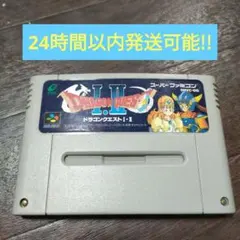 24時間以内発送可能!!
スーパーファミコン
DRAGON QUEST
I・II
ドラゴンクエストI・II